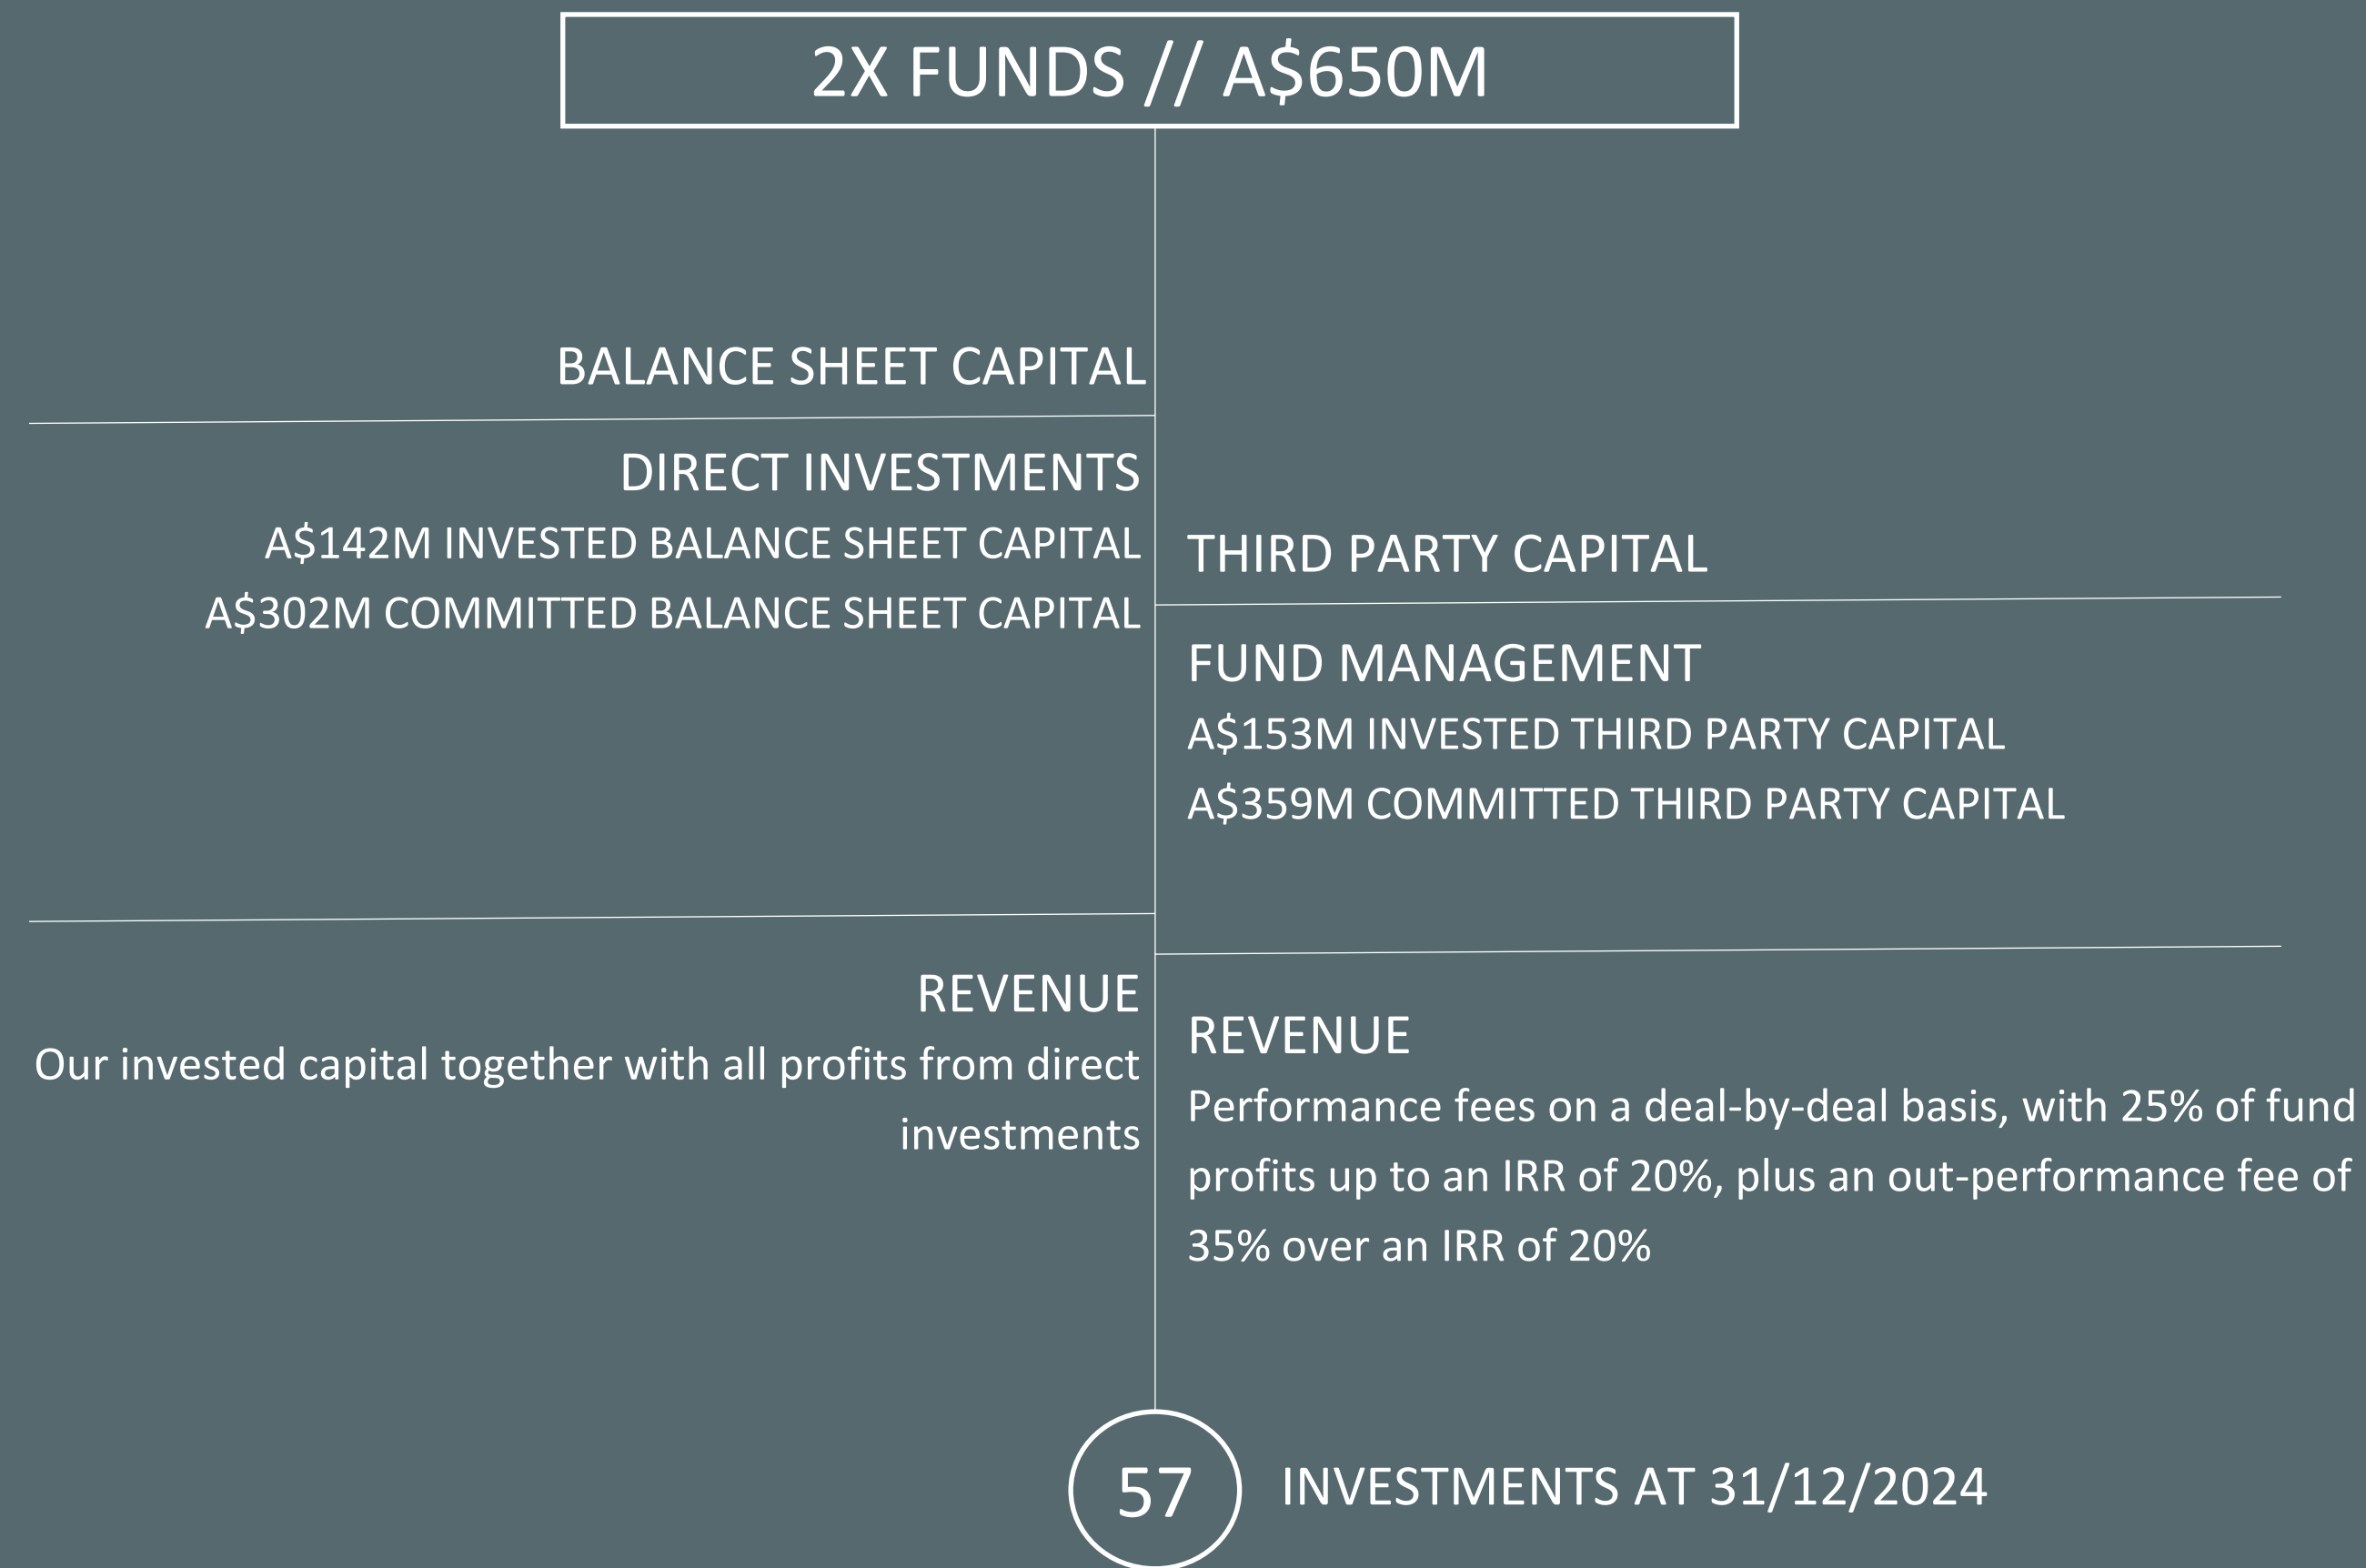 2X FUNDS // A$650M
BALANCE SHEET CAPITAL
DIRECT INVESTMENTS
A$142M INVESTED BALANCE SHEET CAPITAL
A$302M COMMITTED BALANCE SHEET CAPITAL
REVENUE
Our invested capital together with all profits from direct
investments
THIRD PARTY CAPITAL
FUND MANAGEMENT
A$153M INVESTED THIRD PARTY CAPITAL
A$359M COMMITTED THIRD PARTY CAPITAL
REVENUE
Performance fees on a deal-by-deal basis, with 25% of fund
profits up to an IRR of 20%, plus an out-performance fee of
35% over an IRR of 20%
57 INVESTMENTS AT 31/12/2024